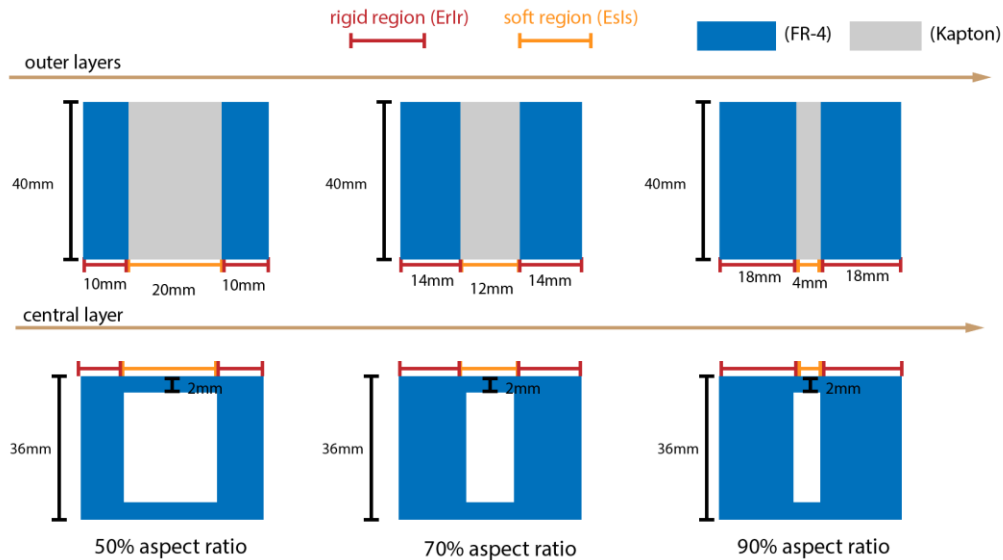 rigid region (ErIr)
soft region (EsIs)
(FR-4)
(Kapton)
outer layers
40mm
40mm
40mm
10mm
20mm
10mm
14mm
12mm
14mm
18mm
4mm
18mm
central layer
2mm
2mm
2mm
36mm
36mm
36mm
50% aspect ratio
70% aspect ratio
90% aspect ratio